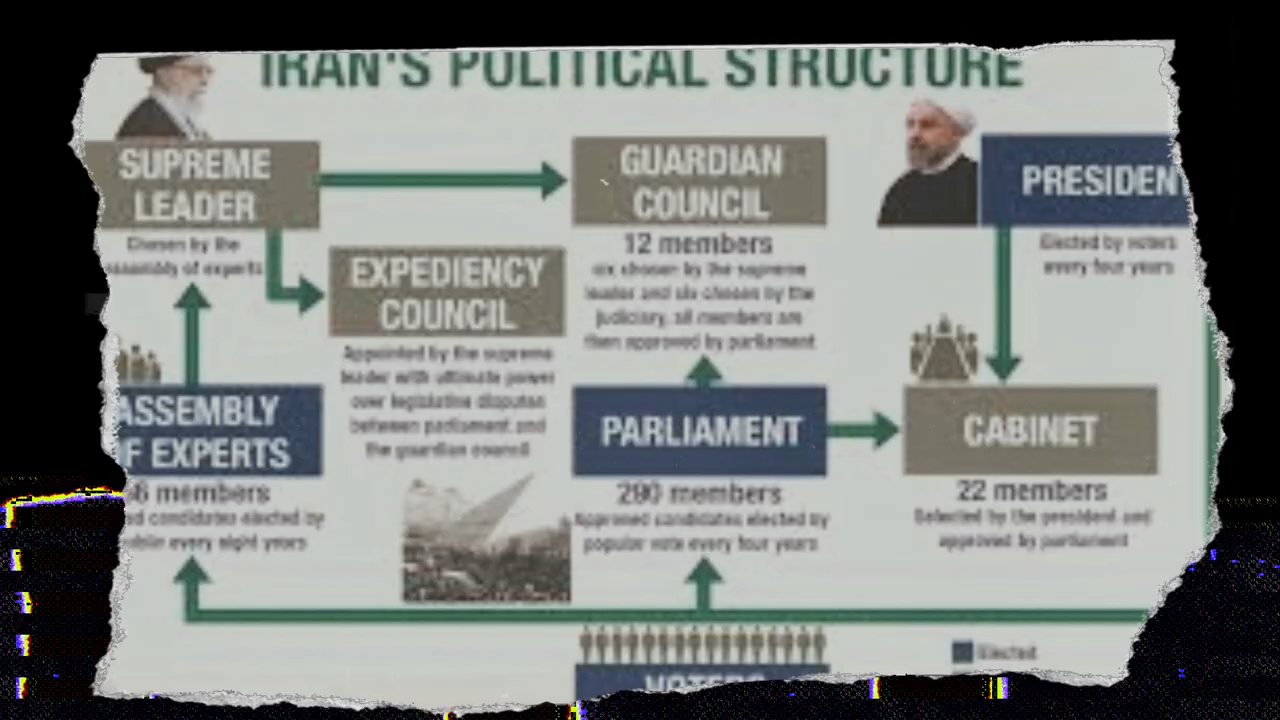 IRAN'S POLITICAL STRUCTURE
SUPREME
LEADER
Chosen by the
assembly of experts
GUARDIAN
COUNCIL
12 members
six chosen by the supreme
leader and six chosen by the
judiciary, all members are
then approved by parliament
PRESIDEN
Elected by voters
every four years
EXPEDIENCY
COUNCIL
Appointed by the supreme
leader with ultimate power
over legislative disputes
between parliament and
the guardian council
ASSEMBLY
F EXPERTS
6 members
ed candidates elected by
every eight years
PARLIAMENT
290 members
Approved candidates elected by
popular vote every four years
CABINET
22 members
Selected by the president and
approved by parliament
VOTERS
Elected